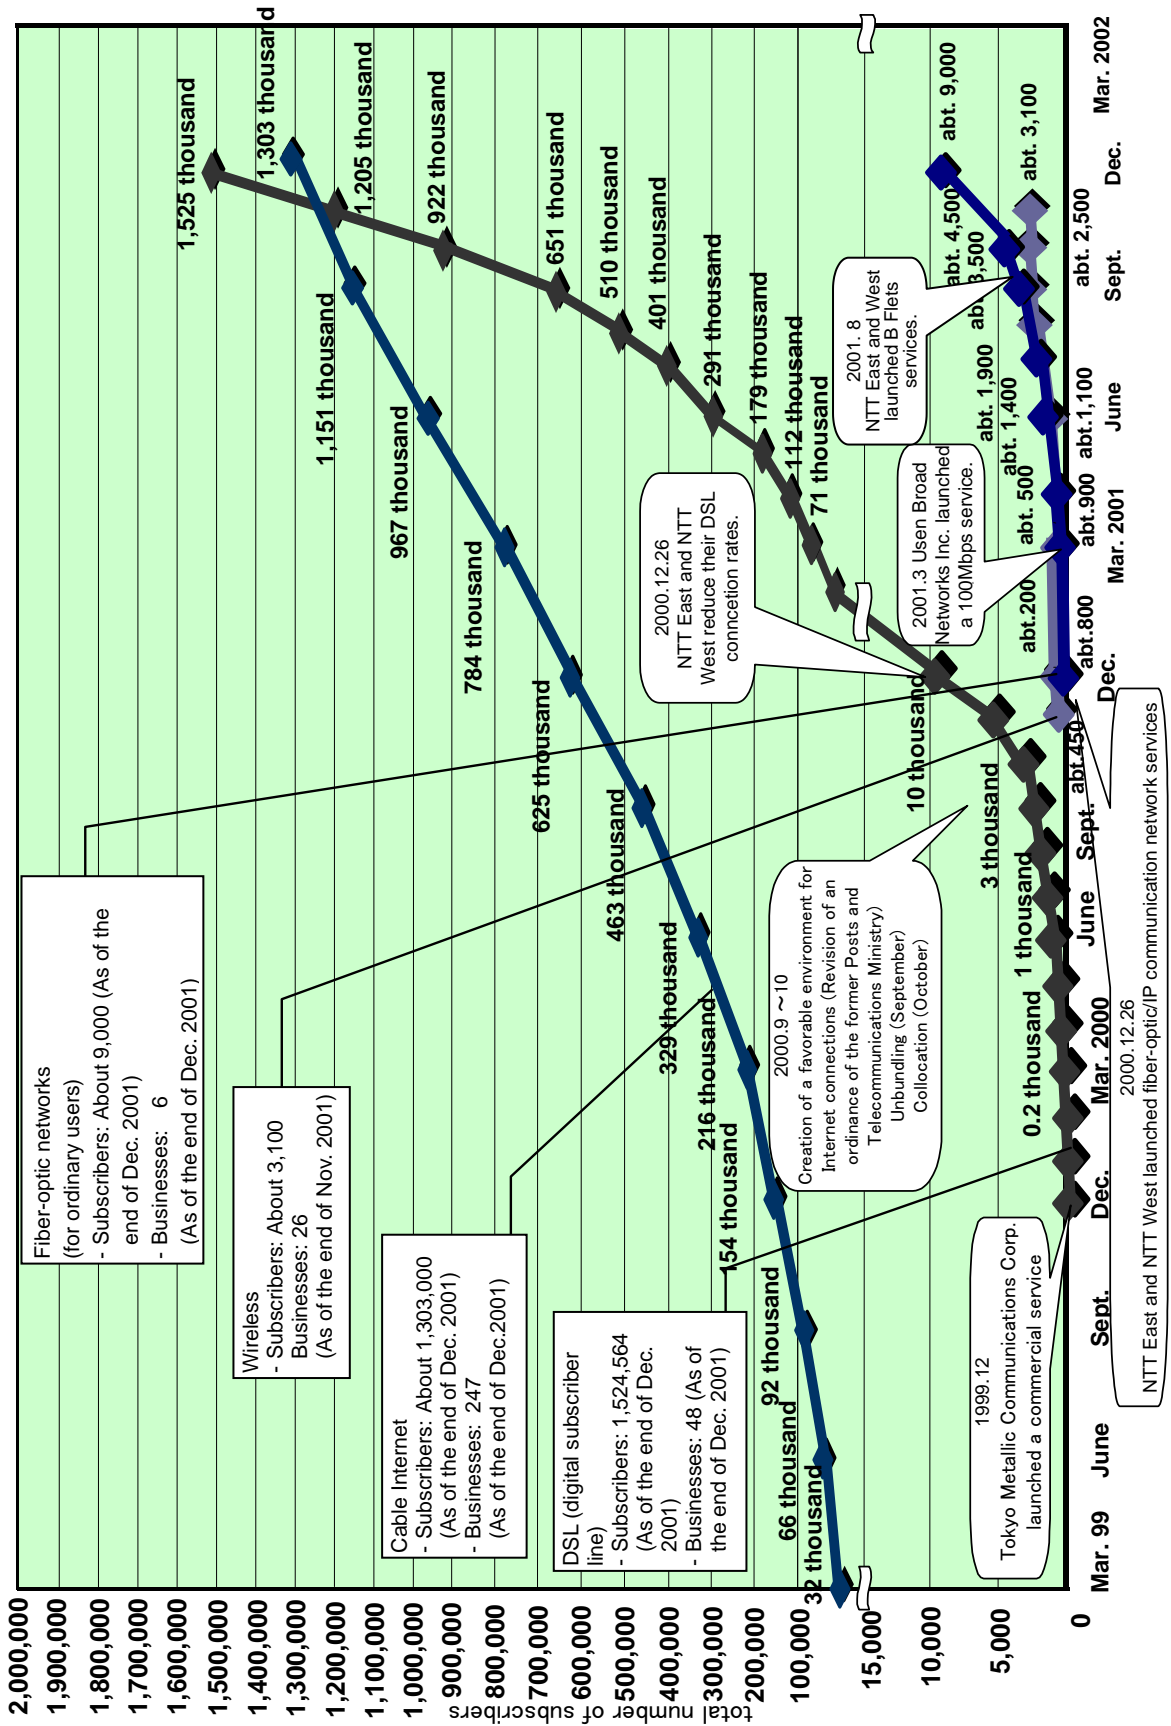 total number of subscribers
2,000,000
1,900,000
1,800,000
1,700,000
1,600,000
1,500,000
1,400,000
1,300,000
1,200,000
1,100,000
1,000,000
900,000
800,000
700,000
600,000
500,000
400,000
300,000
200,000
100,000
15,000
10,000
5,000
0
Mar. 99
June
Sept.
Dec.
Mar. 2000
June
Sept.
Dec.
Mar. 2001
June
Sept.
Dec.
Mar. 2002
Fiber-optic networks
(for ordinary users)
- Subscribers: About 9,000 (As of the
end of Dec. 2001)
- Businesses: 6
(As of the end of Dec. 2001)
Wireless
- Subscribers: About 3,100
Businesses: 26
(As of the end of Nov. 2001)
Cable Internet
- Subscribers: About 1,303,000
(As of the end of Dec. 2001)
- Businesses: 247
(As of the end of Dec.2001)
DSL (digital subscriber
line)
- Subscribers: 1,524,564
(As of the end of Dec.
2001)
- Businesses: 48 (As of
the end of Dec. 2001)
32 thousand
66 thousand
92 thousand
154 thousand
216 thousand
329 thousand
463 thousand
625 thousand
784 thousand
967 thousand
1,151 thousand
1,303 thousand
0.2 thousand
1 thousand
3 thousand
10 thousand
71 thousand
112 thousand
179 thousand
291 thousand
401 thousand
510 thousand
651 thousand
922 thousand
1,205 thousand
1,525 thousand
abt.450
abt.800
abt.900
abt.1,100
abt. 2,500
abt. 3,100
abt.200
abt. 500
abt. 1,400
abt. 1,900
abt. 4,500
abt. 9,000
1999.12
Tokyo Metallic Communications Corp.
launched a commercial service
2000.9 ～10
Creation of a favorable environment for
Internet connections (Revision of an
ordinance of the former Posts and
Telecommunications Ministry)
Unbundling (September)
Collocation (October)
2000.12.26
NTT East and NTT
West reduce their DSL
conncetion rates.
2001.3 Usen Broad
Networks Inc. launched
a 100Mbps service.
2001. 8
NTT East and West
launched B Flets
services.
2000.12.26
NTT East and NTT West launched fiber-optic/IP communication network services